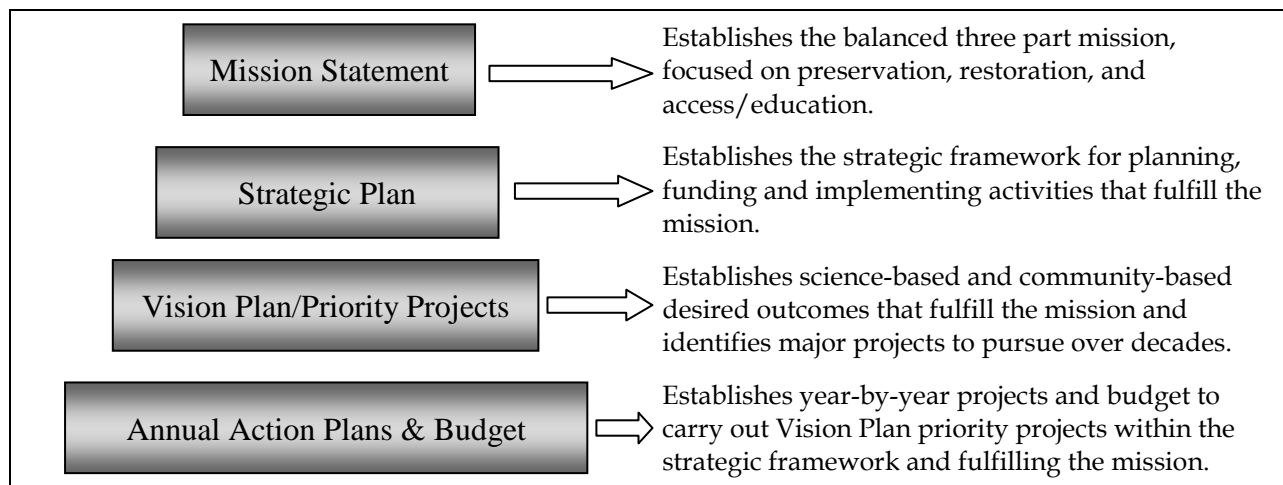 Mission Statement
Establishes the balanced three part mission,
focused on preservation, restoration, and
access/education.
Strategic Plan
Establishes the strategic framework for planning,
funding and implementing activities that fulfill the
mission.
Vision Plan/Priority Projects
Establishes science-based and community-based
desired outcomes that fulfill the mission and
identifies major projects to pursue over decades.
Annual Action Plans & Budget
Establishes year-by-year projects and budget to
carry out Vision Plan priority projects within the
strategic framework and fulfilling the mission.